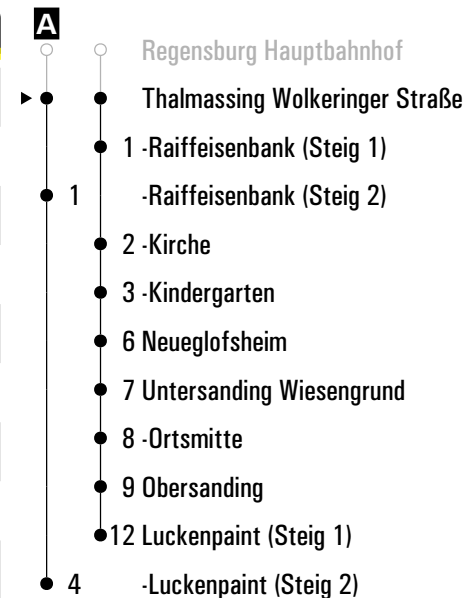 A
Regensburg Hauptbahnhof
Thalmassing Wolkeringer Straße
1 -Raiffeisenbank (Steig 1)
1 -Raiffeisenbank (Steig 2)
2 -Kirche
3 -Kindergarten
6 Neueglofsheim
7 Untersanding Wiesengrund
8 -Ortsmitte
9 Obersanding
12 Luckenpaint (Steig 1)
4 -Luckenpaint (Steig 2)